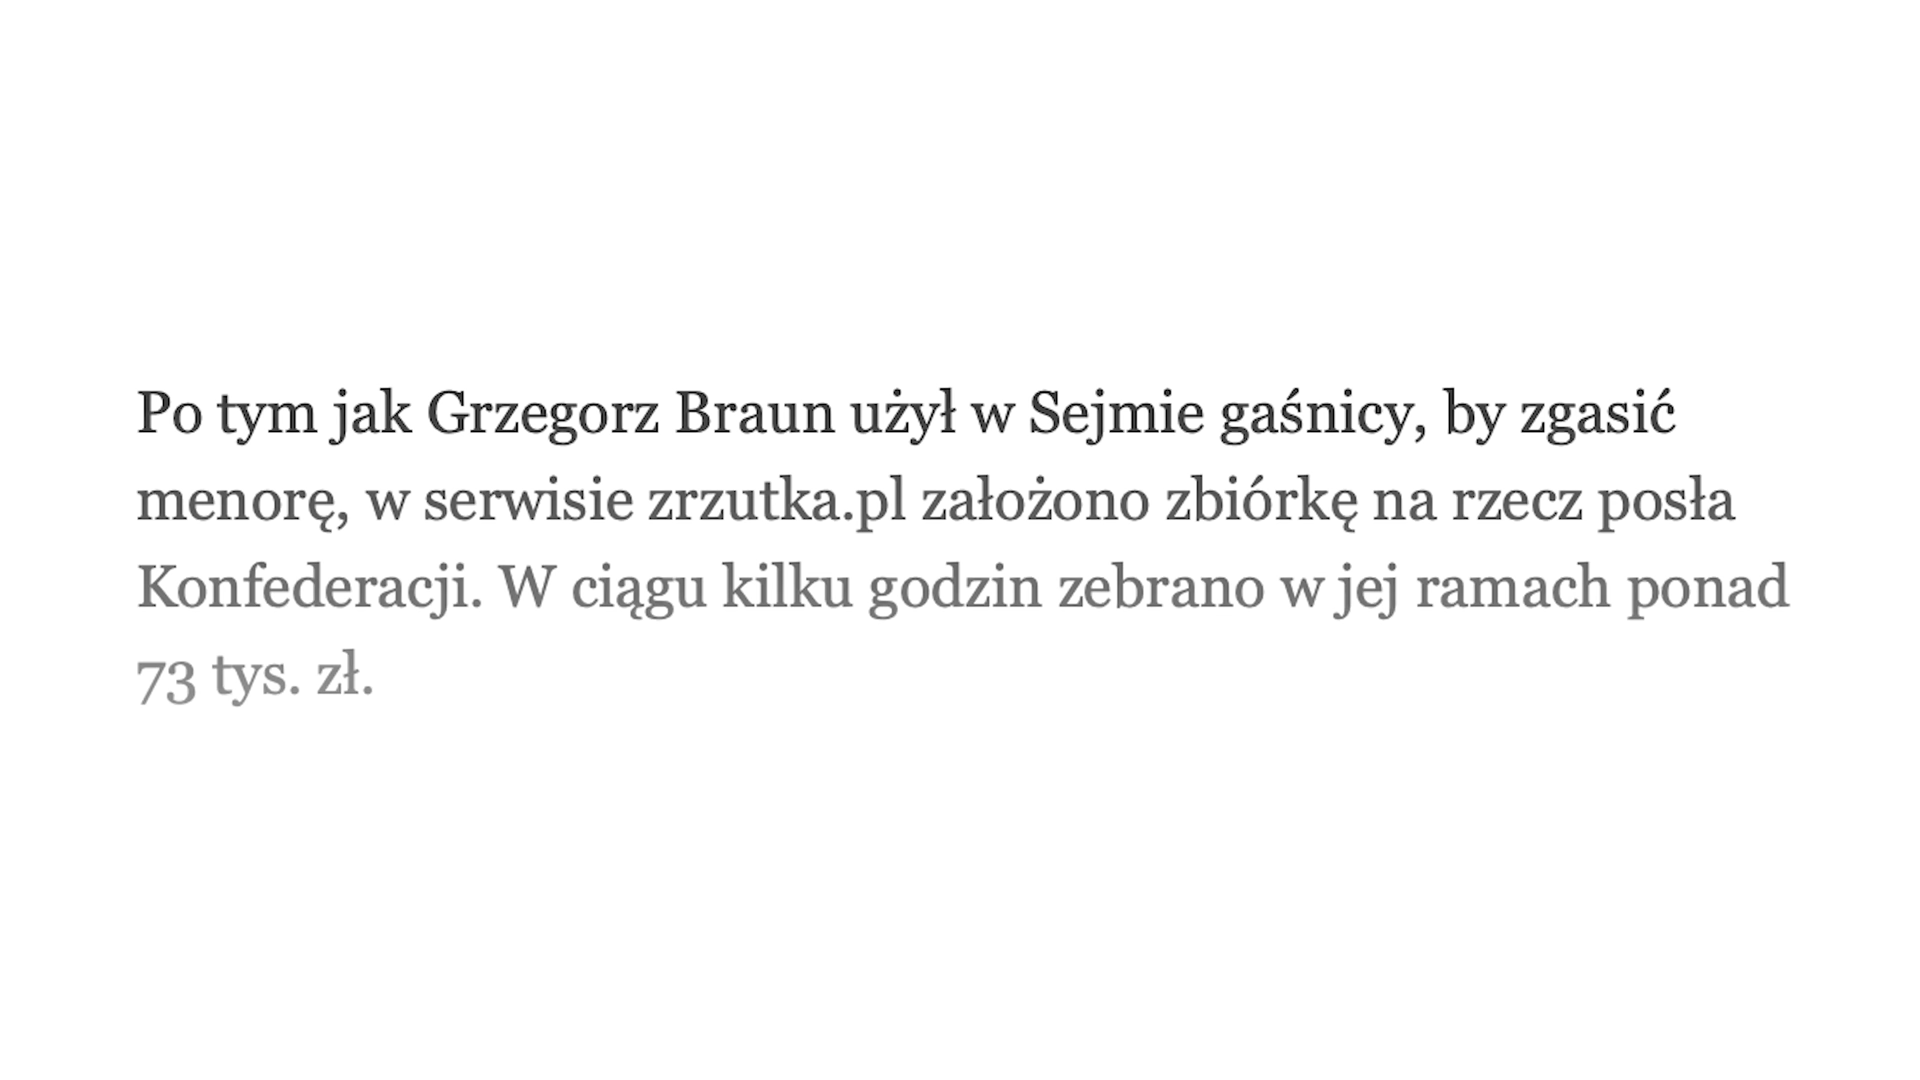 Po tym jak Grzegorz Braun użył w Sejmie gaśnicy, by zgasić
menorę, w serwisie zrzutka.pl założono zbiórkę na rzecz posła
Konfederacji. W ciągu kilku godzin zebrano w jej ramach ponad
73 tys. zł.